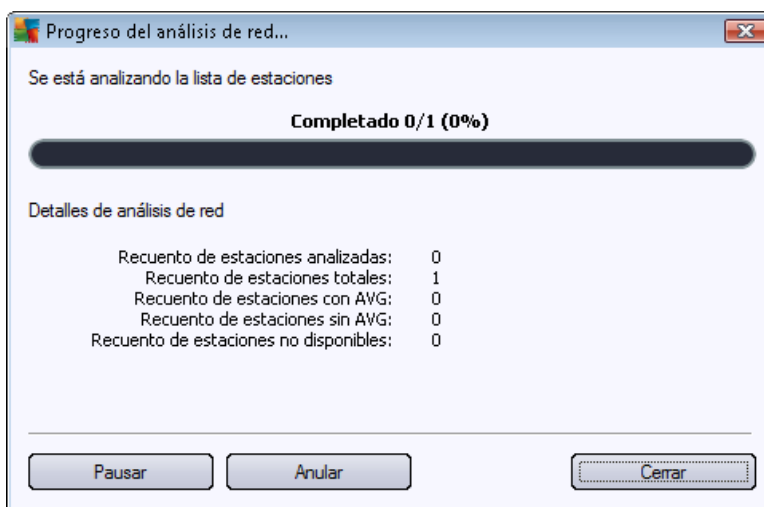 Progreso del análisis de red...
Se está analizando la lista de estaciones
Completado 0/1 (0%)
Detalles de análisis de red
Recuento de estaciones analizadas: 0
Recuento de estaciones totales: 1
Recuento de estaciones con AVG: 0
Recuento de estaciones sin AVG: 0
Recuento de estaciones no disponibles: 0
Pausar Anular Cerrar